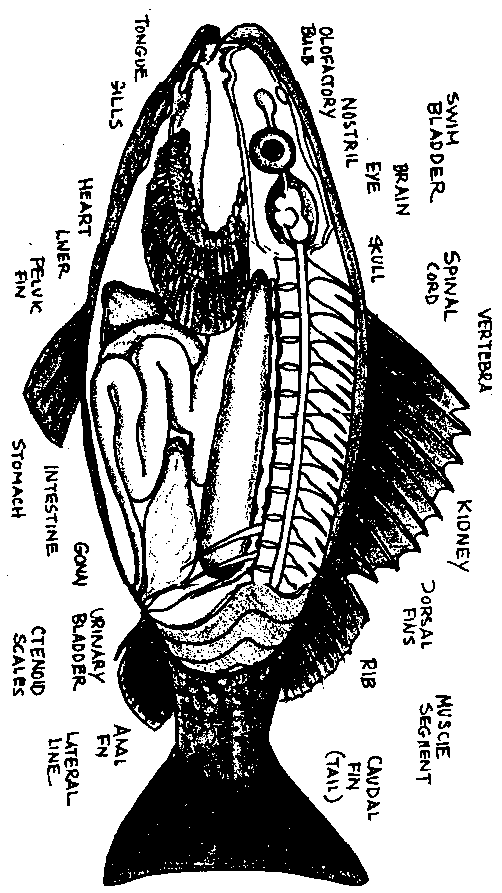 OLOFACTORY
BULB
NOSTRIL
EYE
BRAIN
SKULL
SWIM
BLADDER
SPINAL
CORD
VERTEBRA
KIDNEY
DORSAL
FINS
RIB
MUSCLE
SEGMENT
CAUDAL
FIN
(TAIL)
TONGUE
GILLS
HEART
LIVER
PELVIC
FIN
STOMACH
INTESTINE
URINARY
BLADDER
CTENOID
SCALES
ANAL
FIN
LATERAL
LINE